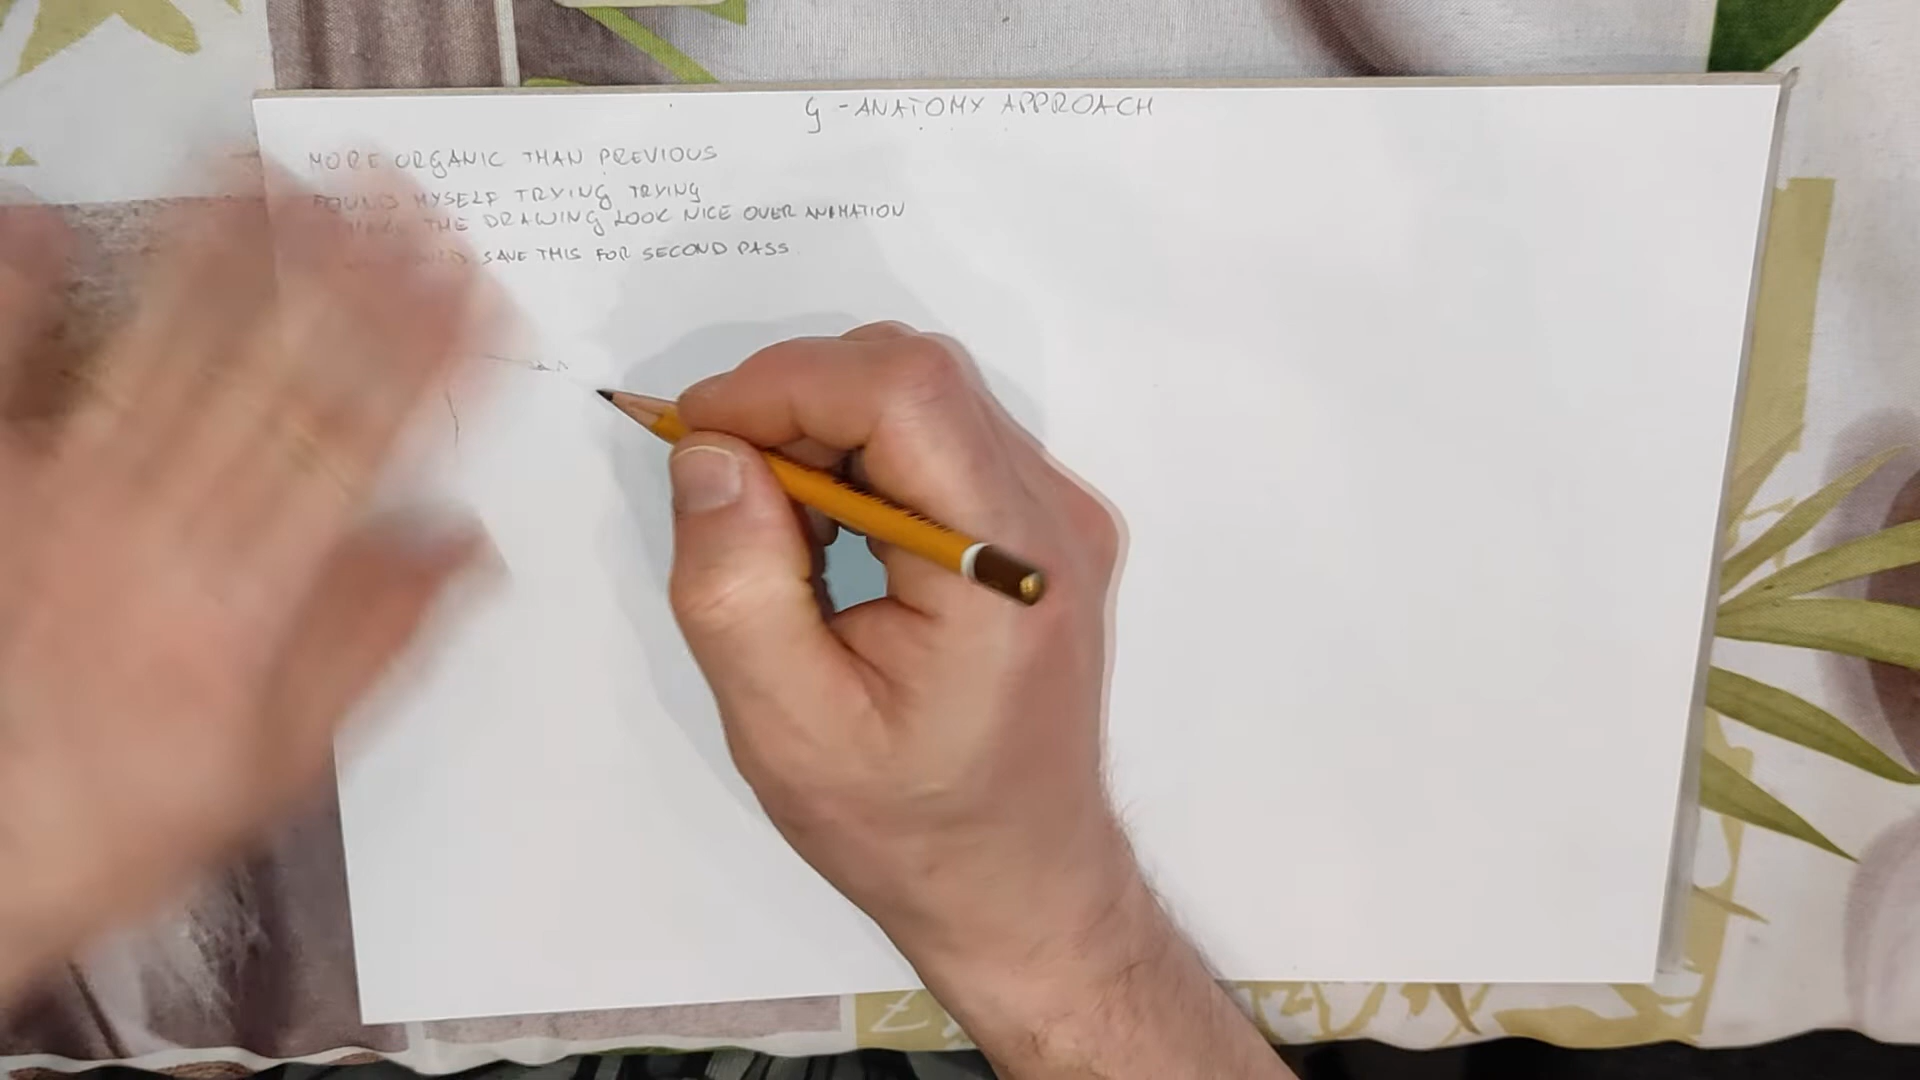 G - ANATOMY APPROACH
MORE ORGANIC THAN PREVIOUS
FOUND MYSELF TRYING TRYING
THE DRAWING LOOK NICE OVER ANIMATION
SAVE THIS FOR SECOND PASS